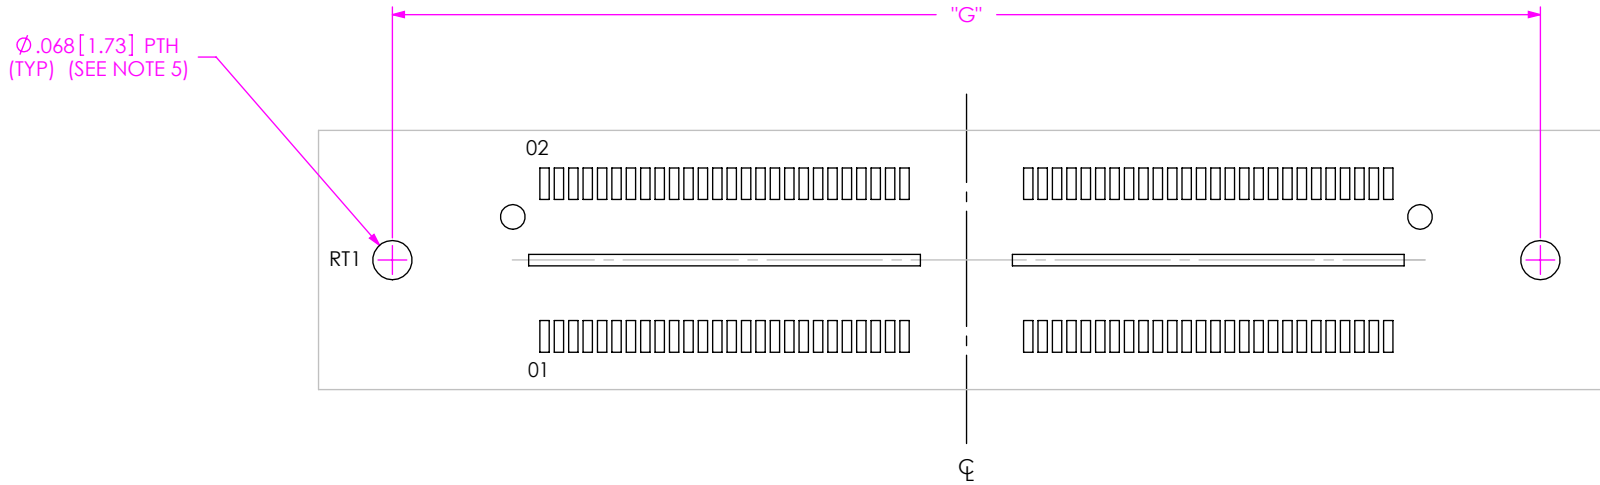 "G"
Ø.068[1.73] PTH
(TYP) (SEE NOTE 5)
02
RT1
01
℄